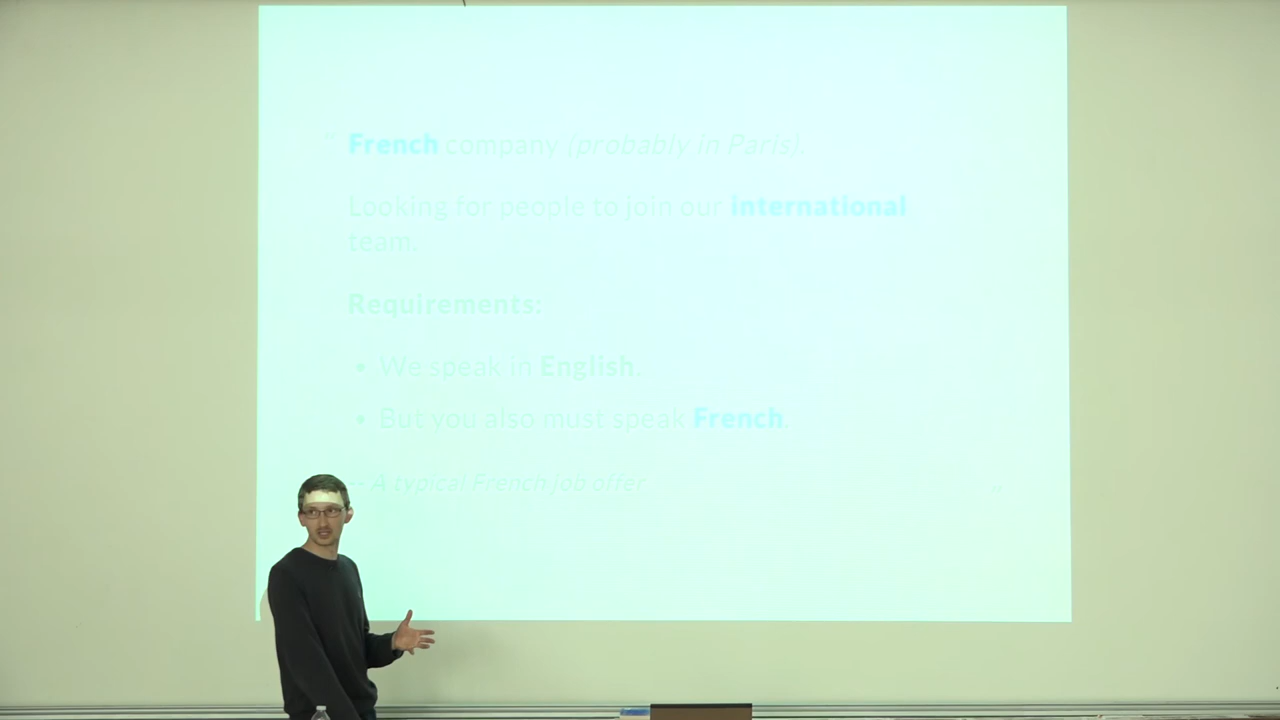 “ French company (probably in Paris).
Looking for people to join our international
team.
Requirements:
• We speak in English.
• But you also must speak French.
-- A typical French job offer ”